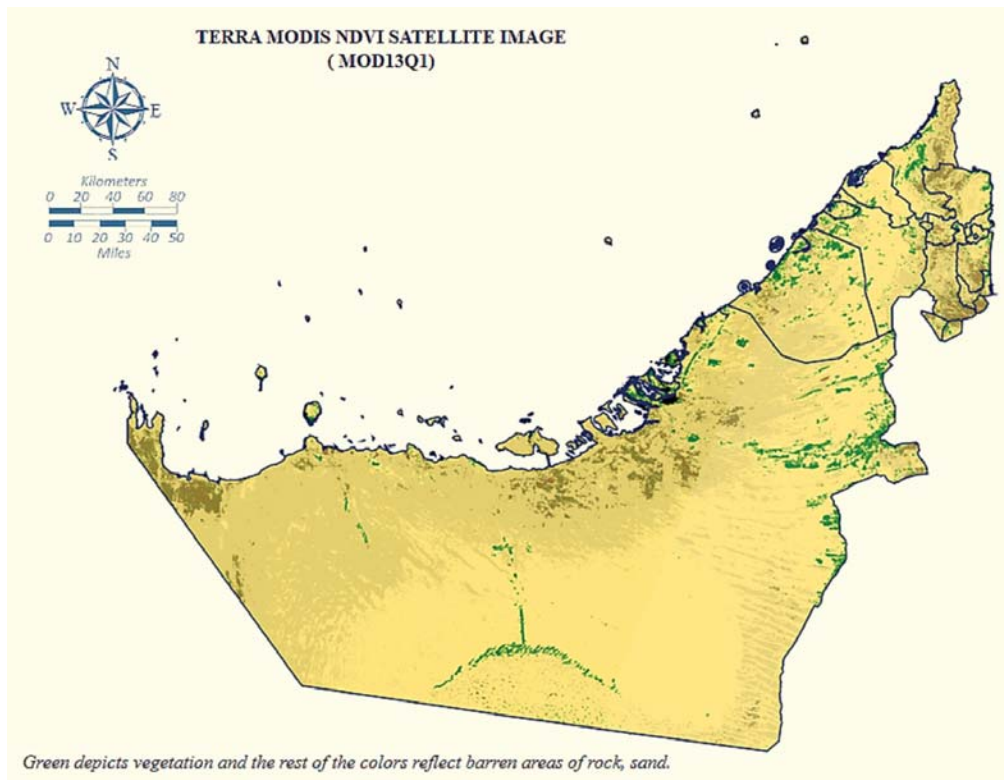 TERRA MODIS NDVI SATELLITE IMAGE
( MOD13Q1)
N
W E
S
Kilometers
0 20 40 60 80
0 10 20 30 40 50
Miles
Green depicts vegetation and the rest of the colors reflect barren areas of rock, sand.